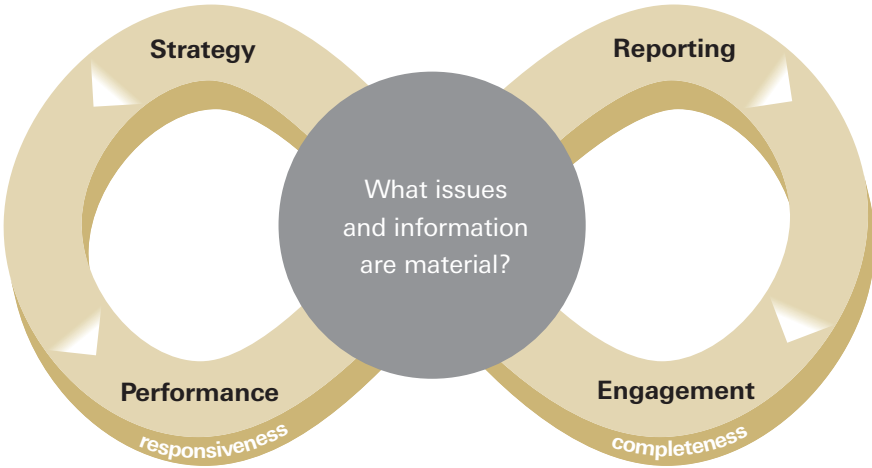 Strategy
Reporting
What issues
and information
are material?
Performance
Engagement
responsiveness
completeness